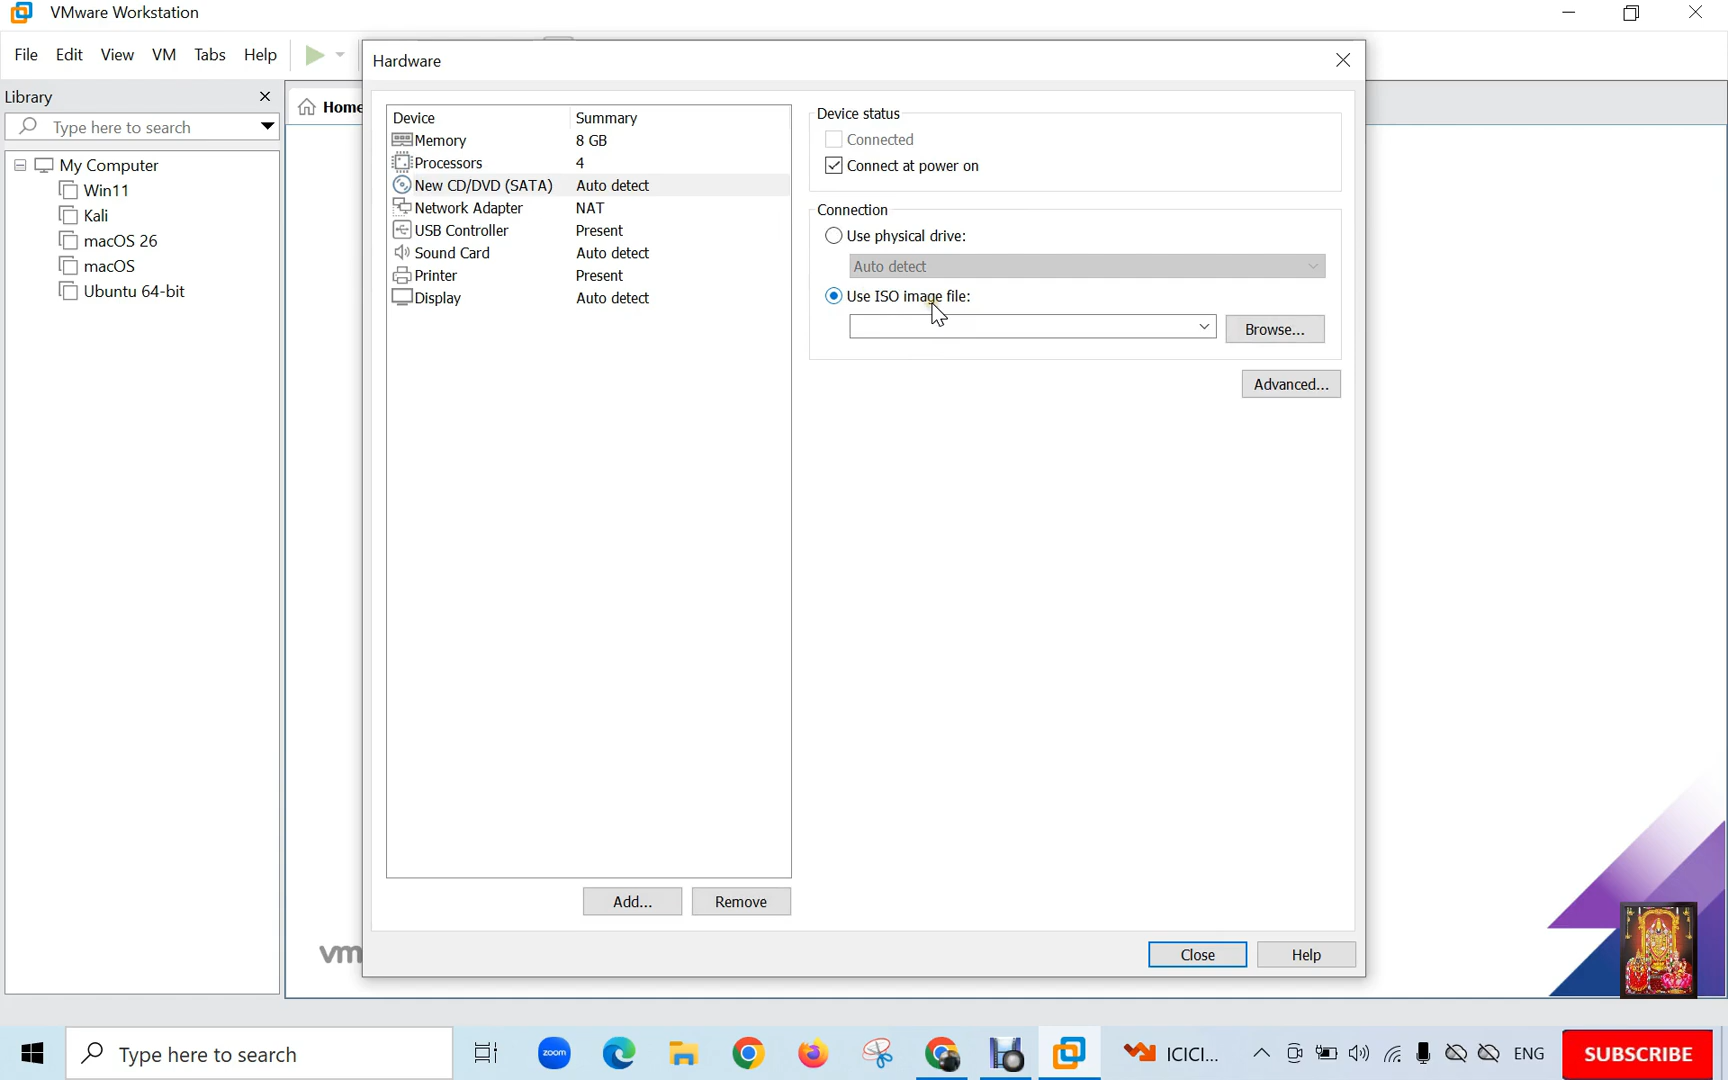 VMware Workstation
File Edit View VM Tabs Help
Library
Type here to search
My Computer
Win11
Kali
macOS 26
macOS
Ubuntu 64-bit
Home
Hardware
Device Summary
Memory 8 GB
Processors 4
New CD/DVD (SATA) Auto detect
Network Adapter NAT
USB Controller Present
Sound Card Auto detect
Printer Present
Display Auto detect
Add... Remove
Device status
Connected
Connect at power on
Connection
Use physical drive:
Auto detect
Use ISO image file:
Browse...
Advanced...
Close Help
vm
Type here to search
zoom
ICICI...
ENG
SUBSCRIBE